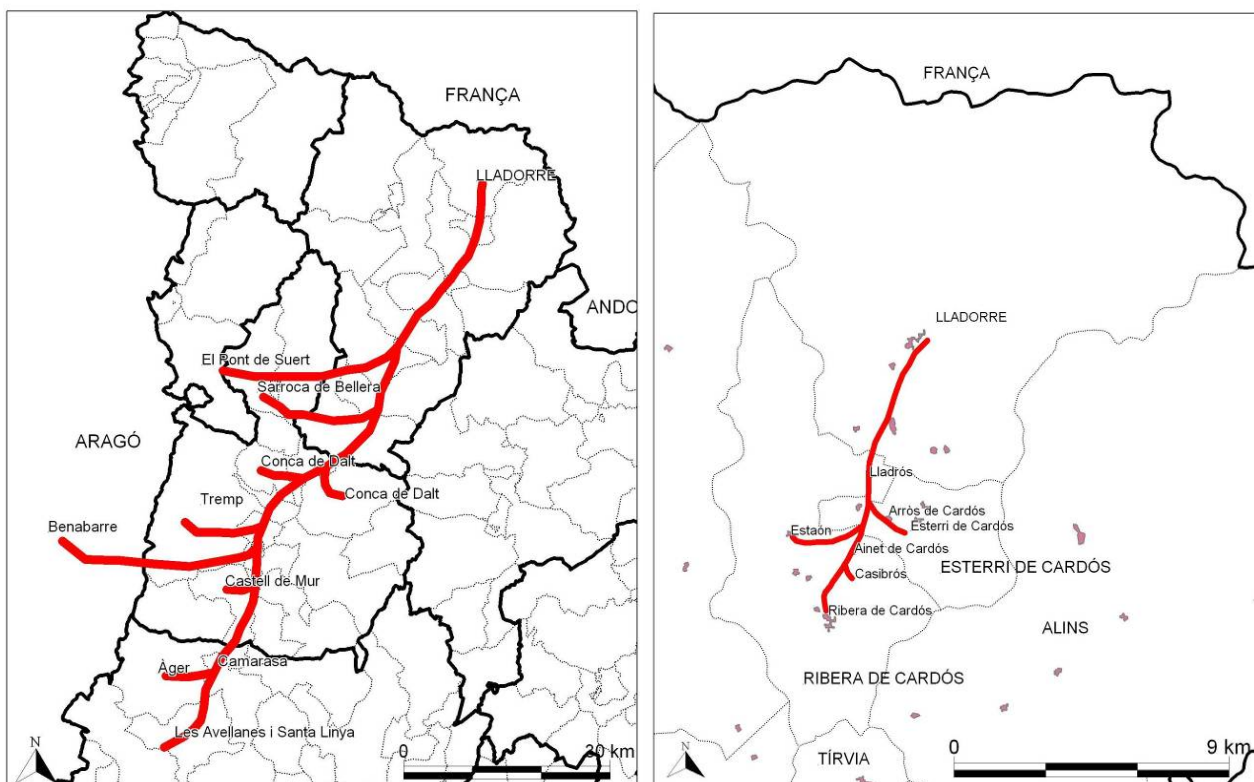 FRANÇA
LLADORRE
ANDO
El Pont de Suert
Sarroca de Bellera
ARAGÓ
Conca de Dalt
Conca de Dalt
Tremp
Benabarre
Castell de Mur
Camarasa
Àger
Les Avellanes i Santa Linya
N
0
20 km
FRANÇA
LLADORRE
Lladrós
Arròs de Cardós
Esterri de Cardós
Estaón
Ainet de Cardós
ESTERRI DE CARDÓS
Casibrós
Ribera de Cardós
ALINS
RIBERA DE CARDÓS
TÍRVIA
N
0
9 km